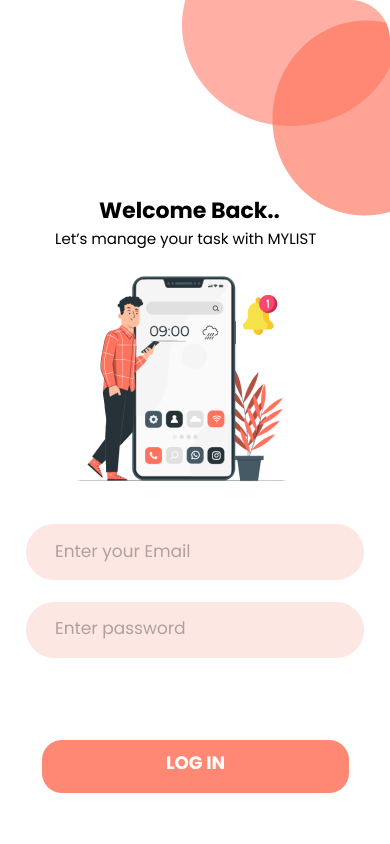 Welcome Back..
Let’s manage your task with MYLIST
1
09:00
Enter your Email
Enter password
LOG IN